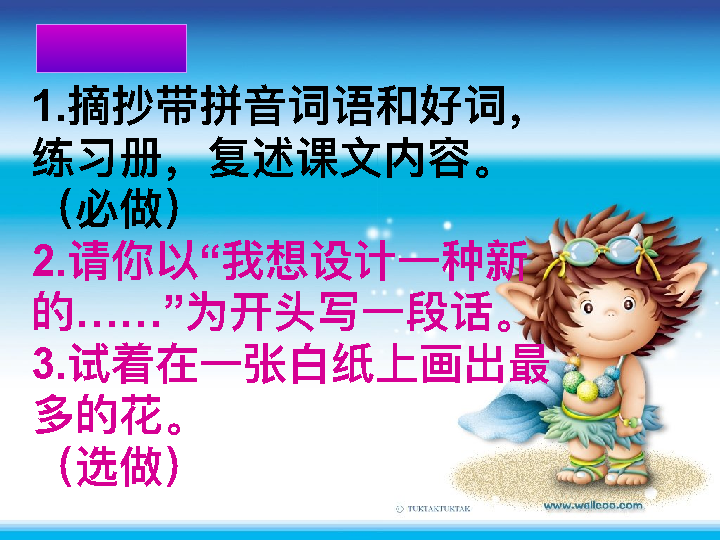 1.摘抄带拼音词语和好词，
练习册，复述课文内容。
（必做）
2.请你以“我想设计一种新
的……”为开头写一段话。
3.试着在一张白纸上画出最
多的花。
（选做）
© TUKTAKTUKTAK
www.wallcoo.com